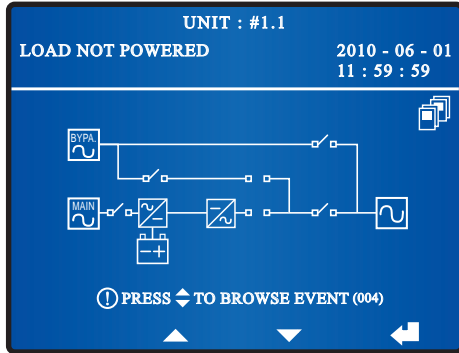 UNIT : #1.1
LOAD NOT POWERED
2010 - 06 - 01
11 : 59 : 59
BYPA.
MAIN
! PRESS TO BROWSE EVENT (004)